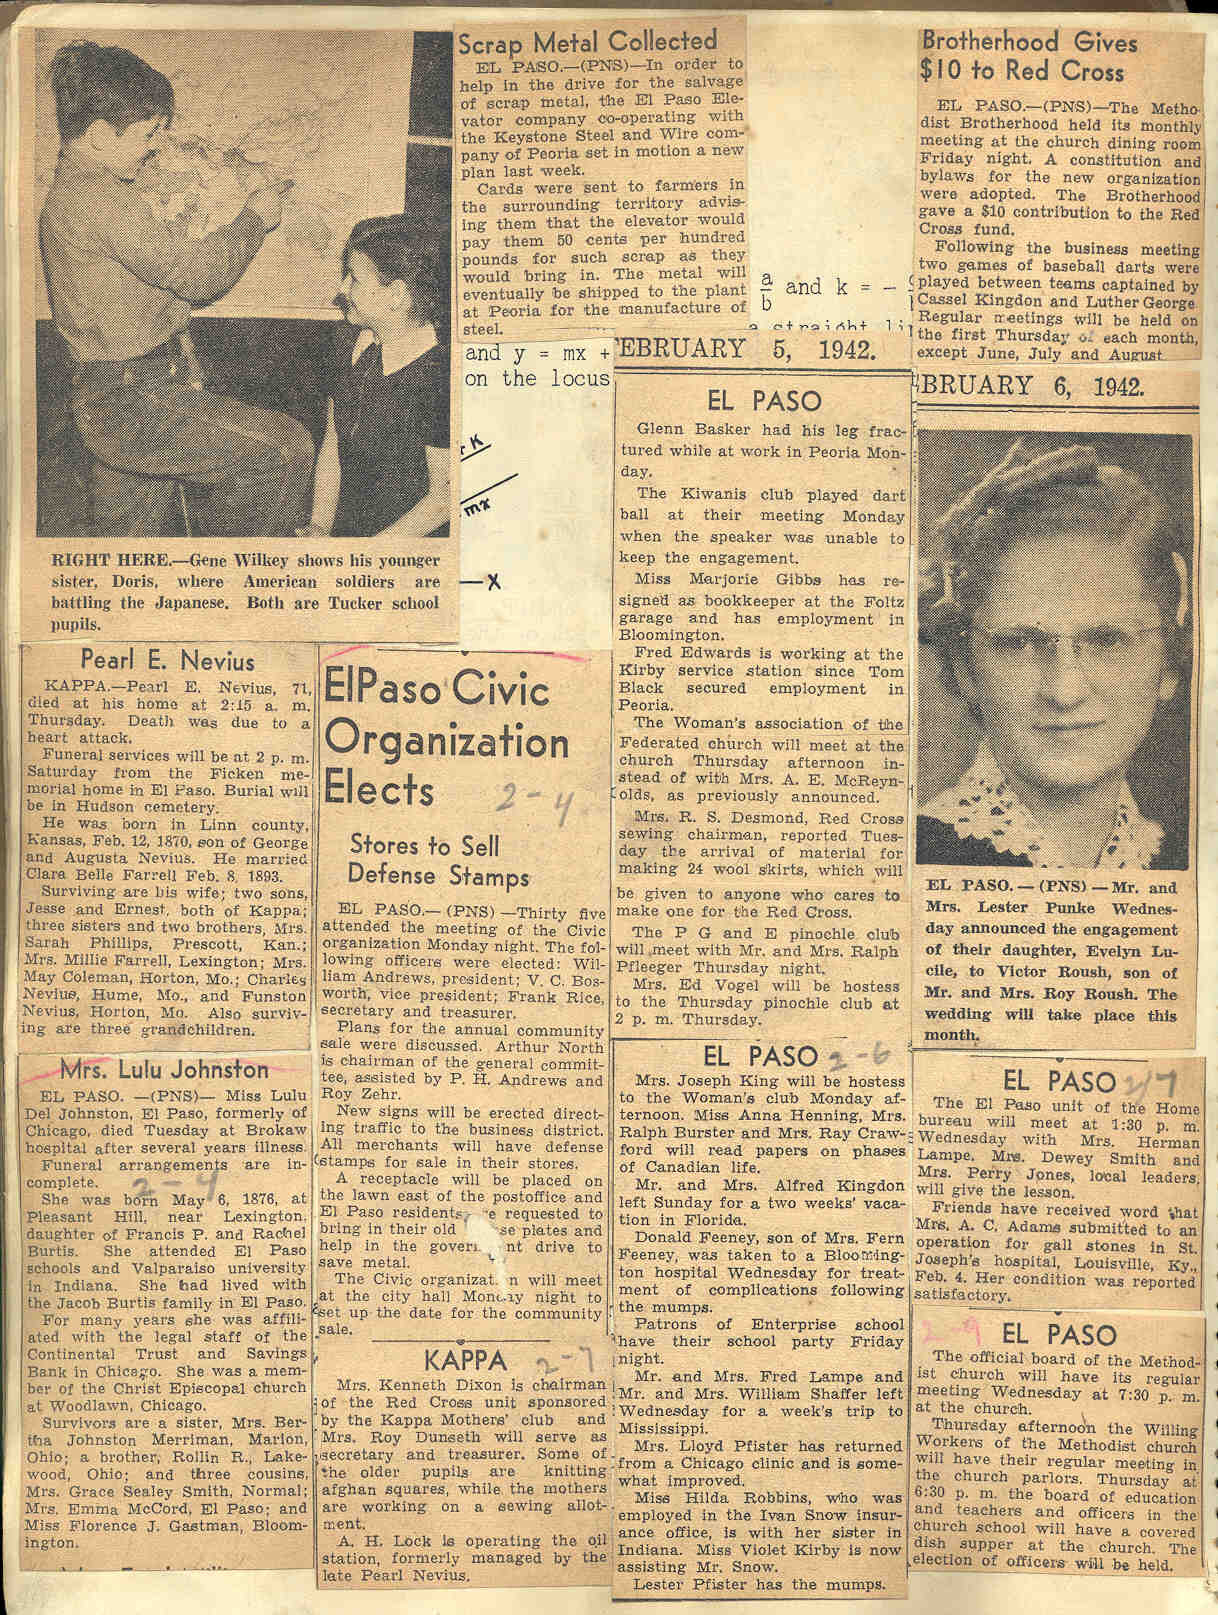 RIGHT HERE.—Gene Wilkey shows his younger
sister, Doris, where American soldiers are
battling the Japanese. Both are Tucker school
pupils.
Scrap Metal Collected
EL PASO.—(PNS)—In order to
help in the drive for the salvage
of scrap metal, the El Paso Ele-
vator company co-operating with
the Keystone Steel and Wire com-
pany of Peoria set in motion a new
plan last week.
Cards were sent to farmers in
the surrounding territory advis-
ing them that the elevator would
pay them 50 cents per hundred
pounds for such scrap as they
would bring in. The metal will
eventually be shipped to the plant
at Peoria for the manufacture of
steel.
a
b
and k = -
a straight li
and y = mx +
on the locus
K
mx
X
Brotherhood Gives
$10 to Red Cross
EL PASO.—(PNS)—The Metho-
dist Brotherhood held its monthly
meeting at the church dining room
Friday night. A constitution and
bylaws for the new organization
were adopted. The Brotherhood
gave a $10 contribution to the Red
Cross fund.
Following the business meeting
two games of baseball darts were
played between teams captained by
Cassel Kingdon and Luther George.
Regular meetings will be held on
the first Thursday of each month,
except June, July and August.
EBRUARY 5, 1942.
EL PASO
Glenn Basker had his leg frac-
tured while at work in Peoria Mon-
day.
The Kiwanis club played dart
ball at their meeting Monday
when the speaker was unable to
keep the engagement.
Miss Marjorie Gibbs has re-
signed as bookkeeper at the Foltz
garage and has employment in
Bloomington.
Fred Edwards is working at the
Kirby service station since Tom
Black secured employment in
Peoria.
The Woman's association of the
Federated church will meet at the
church Thursday afternoon in-
stead of with Mrs. A. E. McReyn-
olds, as previously announced.
Mrs. R. S. Desmond, Red Cross
sewing chairman, reported Tues-
day the arrival of material for
making 24 wool skirts, which will
be given to anyone who cares to
make one for the Red Cross.
The P G and E pinochle club
will meet with Mr. and Mrs. Ralph
Pfleeger Thursday night.
Mrs. Ed Vogel will be hostess
to the Thursday pinochle club at
2 p. m. Thursday.
BRUARY 6, 1942.
EL PASO.—(PNS)—Mr. and
Mrs. Lester Punke Wednes-
day announced the engagement
of their daughter, Evelyn Lu-
cile, to Victor Roush, son of
Mr. and Mrs. Roy Roush. The
wedding will take place this
month.
Pearl E. Nevius
KAPPA.—Pearl E. Nevius, 71,
died at his home at 2:15 a. m.
Thursday. Death was due to a
heart attack.
Funeral services will be at 2 p. m.
Saturday from the Ficken me-
morial home in El Paso. Burial will
be in Hudson cemetery.
He was born in Linn county,
Kansas, Feb. 12, 1870, son of George
and Augusta Nevius. He married
Clara Belle Farrell Feb. 8, 1893.
Surviving are his wife; two sons,
Jesse and Ernest, both of Kappa;
three sisters and two brothers, Mrs.
Sarah Phillips, Prescott, Kan.;
Mrs. Millie Farrell, Lexington; Mrs.
May Coleman, Horton, Mo.; Charles
Nevius, Hume, Mo., and Funston
Nevius, Horton, Mo. Also surviv-
ing are three grandchildren.
Mrs. Lulu Johnston
EL PASO. —(PNS)— Miss Lulu
Del Johnston, El Paso, formerly of
Chicago, died Tuesday at Brokaw
hospital after several years illness.
Funeral arrangements are in-
complete.
2-4
She was born May 6, 1876, at
Pleasant Hill, near Lexington,
daughter of Francis P. and Rachel
Burtis. She attended El Paso
schools and Valparaiso university
in Indiana. She had lived with
the Jacob Burtis family in El Paso.
For many years she was affili-
ated with the legal staff of the
Continental Trust and Savings
Bank in Chicago. She was a mem-
ber of the Christ Episcopal church
at Woodlawn, Chicago.
Survivors are a sister, Mrs. Ber-
tha Johnston Merriman, Marion,
Ohio; a brother, Rollin R., Lake-
wood, Ohio; and three cousins,
Mrs. Grace Sealey Smith, Normal;
Mrs. Emma McCord, El Paso; and
Miss Florence J. Gastman, Bloom-
ington.
ElPaso Civic
Organization
Elects
2-4
Stores to Sell
Defense Stamps
EL PASO.— (PNS) —Thirty five
attended the meeting of the Civic
organization Monday night. The fol-
lowing officers were elected: Wil-
liam Andrews, president; V. C. Bos-
worth, vice president; Frank Rice,
secretary and treasurer.
Plans for the annual community
sale were discussed. Arthur North
is chairman of the general commit-
tee, assisted by P. H. Andrews and
Roy Zehr.
New signs will be erected direct-
ing traffic to the business district.
All merchants will have defense
stamps for sale in their stores.
A receptacle will be placed on
the lawn east of the postoffice and
El Paso residents re requested to
bring in their old se plates and
help in the govern nt drive to
save metal.
The Civic organizat n will meet
at the city hall Monday night to
set up the date for the community
sale.
KAPPA
2-7
Mrs. Kenneth Dixon is chairman
of the Red Cross unit sponsored
by the Kappa Mothers' club and
Mrs. Roy Dunseth will serve as
secretary and treasurer. Some of
the older pupils are knitting
afghan squares, while the mothers
are working on a sewing allot-
ment.
A. H. Lock is operating the oil
station, formerly managed by the
late Pearl Nevius.
EL PASO
2-6
Mrs. Joseph King will be hostess
to the Woman's club Monday af-
ternoon. Miss Anna Henning, Mrs.
Ralph Burster and Mrs. Ray Craw-
ford will read papers on phases
of Canadian life.
Mr. and Mrs. Alfred Kingdon
left Sunday for a two weeks' vaca-
tion in Florida.
Donald Feeney, son of Mrs. Fern
Feeney, was taken to a Blooming-
ton hospital Wednesday for treat-
ment of complications following
the mumps.
Patrons of Enterprise school
have their school party Friday
night.
Mr. and Mrs. Fred Lampe and
Mr. and Mrs. William Shaffer left
Wednesday for a week's trip to
Mississippi.
Mrs. Lloyd Pfister has returned
from a Chicago clinic and is some-
what improved.
Miss Hilda Robbins, who was
employed in the Ivan Snow insur-
ance office, is with her sister in
Indiana. Miss Violet Kirby is now
assisting Mr. Snow.
Lester Pfister has the mumps.
EL PASO
2/7
The El Paso unit of the Home
bureau will meet at 1:30 p. m.
Wednesday with Mrs. Herman
Lampe. Mrs. Dewey Smith and
Mrs. Perry Jones, local leaders,
will give the lesson.
Friends have received word that
Mrs. A. C. Adams submitted to an
operation for gall stones in St.
Joseph's hospital, Louisville, Ky.,
Feb. 4. Her condition was reported
satisfactory.
2-9
EL PASO
The official board of the Method-
ist church will have its regular
meeting Wednesday at 7:30 p. m.
at the church.
Thursday afternoon the Willing
Workers of the Methodist church
will have their regular meeting in
the church parlors. Thursday at
6:30 p. m. the board of education
and teachers and officers in the
church school will have a covered
dish supper at the church. The
election of officers will be held.